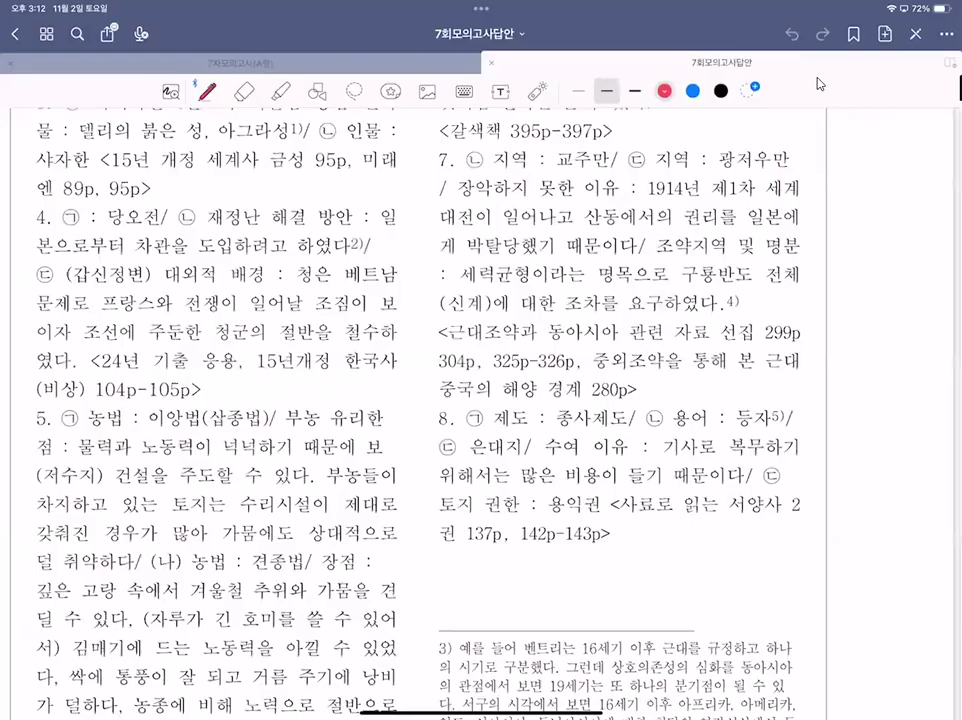 오후 3:12 11월 2일 토요일
72%
7회모의고사답안
7회모의고사답안
물 : 델리의 붉은 성, 아그라성1)/ ㉡ 인물 :
샤자한 <15년 개정 세계사 금성 95p, 미래
엔 89p, 95p>
4. ㉠ : 당오전/ ㉡ 재정난 해결 방안 : 일
본으로부터 차관을 도입하려고 하였다2)/
㉢ (갑신정변) 대외적 배경 : 청은 베트남
문제로 프랑스와 전쟁이 일어날 조짐이 보
이자 조선에 주둔한 청군의 절반을 철수하
였다. <24년 기출 응용, 15년개정 한국사
(비상) 104p-105p>
5. ㉠ 농법 : 이앙법(삽종법)/ 부농 유리한
점 : 물력과 노동력이 넉넉하기 때문에 보
(저수지) 건설을 주도할 수 있다. 부농들이
차지하고 있는 토지는 수리시설이 제대로
갖춰진 경우가 많아 가뭄에도 상대적으로
덜 취약하다/ (나) 농법 : 견종법/ 장점 :
깊은 고랑 속에서 겨울철 추위와 가뭄을 견
딜 수 있다. (자루가 긴 호미를 쓸 수 있어
서) 김매기에 드는 노동력을 아낄 수 있었
다, 싹에 통풍이 잘 되고 거름 주기에 낭비
가 덜하다, 농종에 비해 노력으로 절반으로
<갈색책 395p-397p>
7. ㉡ 지역 : 교주만/ ㉢ 지역 : 광저우만
/ 장악하지 못한 이유 : 1914년 제1차 세계
대전이 일어나고 산동에서의 권리를 일본에
게 박탈당했기 때문이다/ 조약지역 및 명분
: 세력균형이라는 명목으로 구룡반도 전체
(신계)에 대한 조차를 요구하였다.4)
<근대조약과 동아시아 관련 자료 선집 299p
304p, 325p-326p, 중외조약을 통해 본 근대
중국의 해양 경계 280p>
8. ㉠ 제도 : 종사제도/ ㉡ 용어 : 등자5)/
㉢ 은대지/ 수여 이유 : 기사로 복무하기
위해서는 많은 비용이 들기 때문이다/ ㉢
토지 권한 : 용익권 <사료로 읽는 서양사 2
권 137p, 142p-143p>
3) 예를 들어 벤트리는 16세기 이후 근대를 규정하고 하나
의 시기로 구분했다. 그런데 상호의존성의 심화를 동아시아
의 관점에서 보면 19세기는 또 하나의 분기점이 될 수 있
다. 서구의 시각에서 보면 16세기 이후 아프리카, 아메리카,